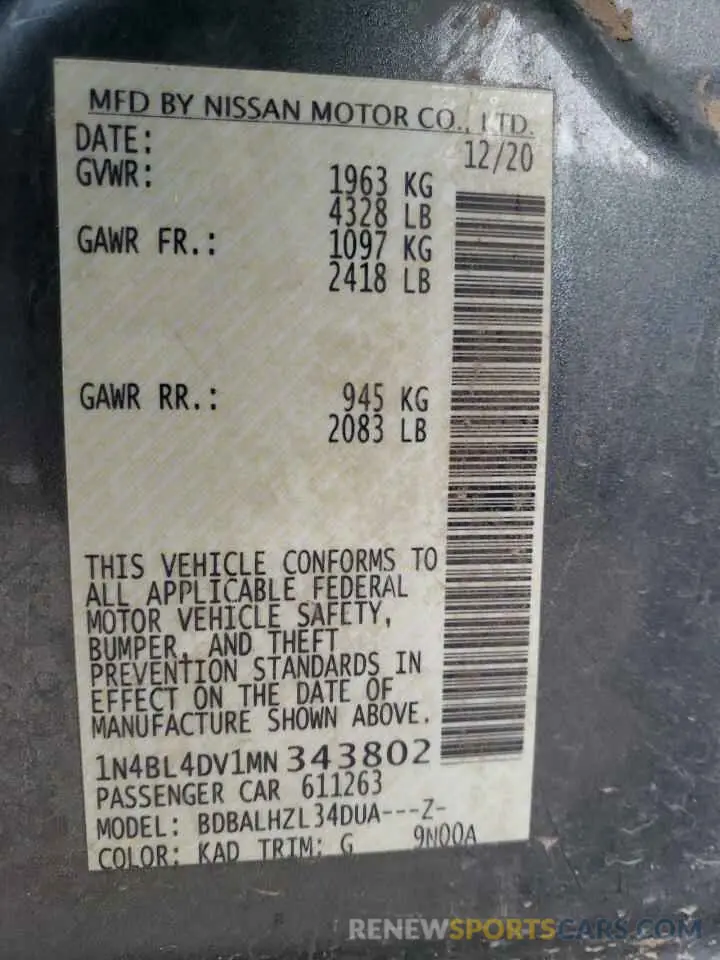 MFD BY NISSAN MOTOR CO., LTD.
DATE: 12/20
GVWR: 1963 KG
4328 LB
GAWR FR.: 1097 KG
2418 LB
GAWR RR.: 945 KG
2083 LB
THIS VEHICLE CONFORMS TO
ALL APPLICABLE FEDERAL
MOTOR VEHICLE SAFETY,
BUMPER, AND THEFT
PREVENTION STANDARDS IN
EFFECT ON THE DATE OF
MANUFACTURE SHOWN ABOVE.
1N4BL4DV1MN343802
PASSENGER CAR 611263
MODEL: BDBALHZL34DUA---Z-
COLOR: KAD TRIM: G 9N00A
RENEWSPORTSCARS.COM